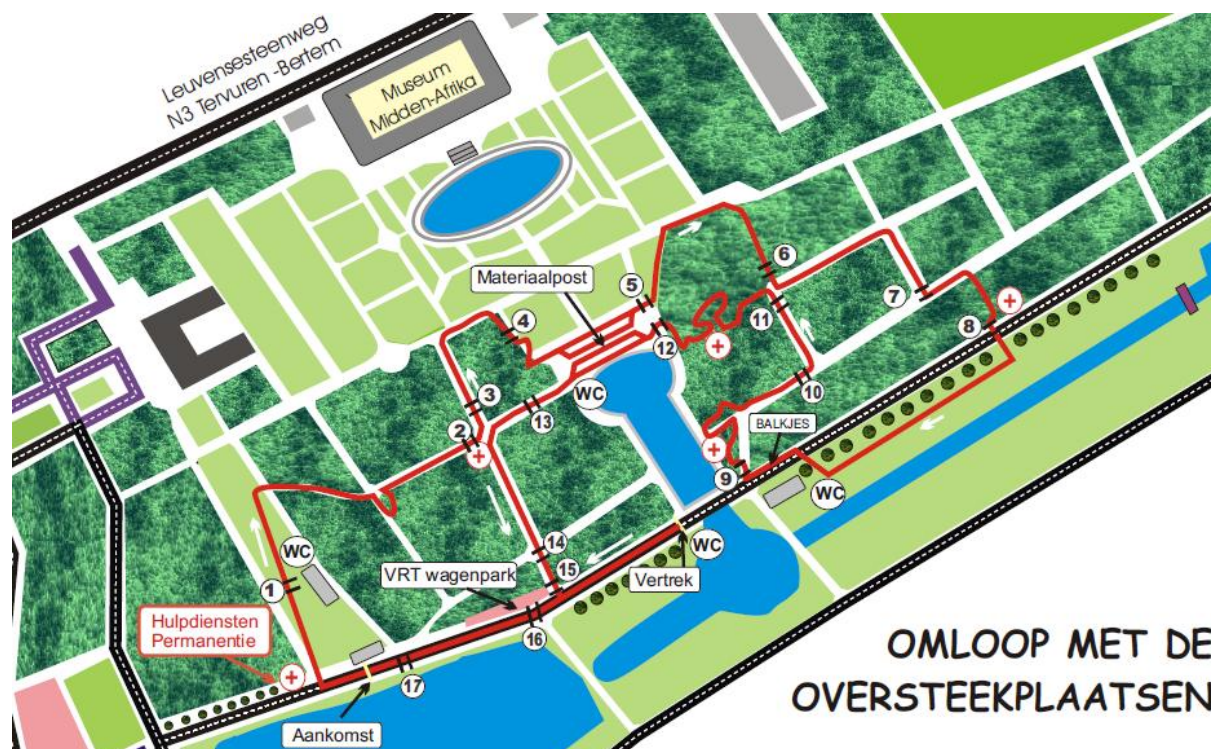 Leuvensesteenweg
N3 Tervuren -Bertem
Museum
Midden-Afrika
Materiaalpost
5
6
4
7
11
8
12
3
WC
13
10
2
BALKJES
9
WC
WC
14
WC
1
VRT wagenpark
15
Vertrek
Hulpdiensten
Permanentie
16
17
Aankomst
OMLOOP MET DE
OVERSTEEKPLAATSEN